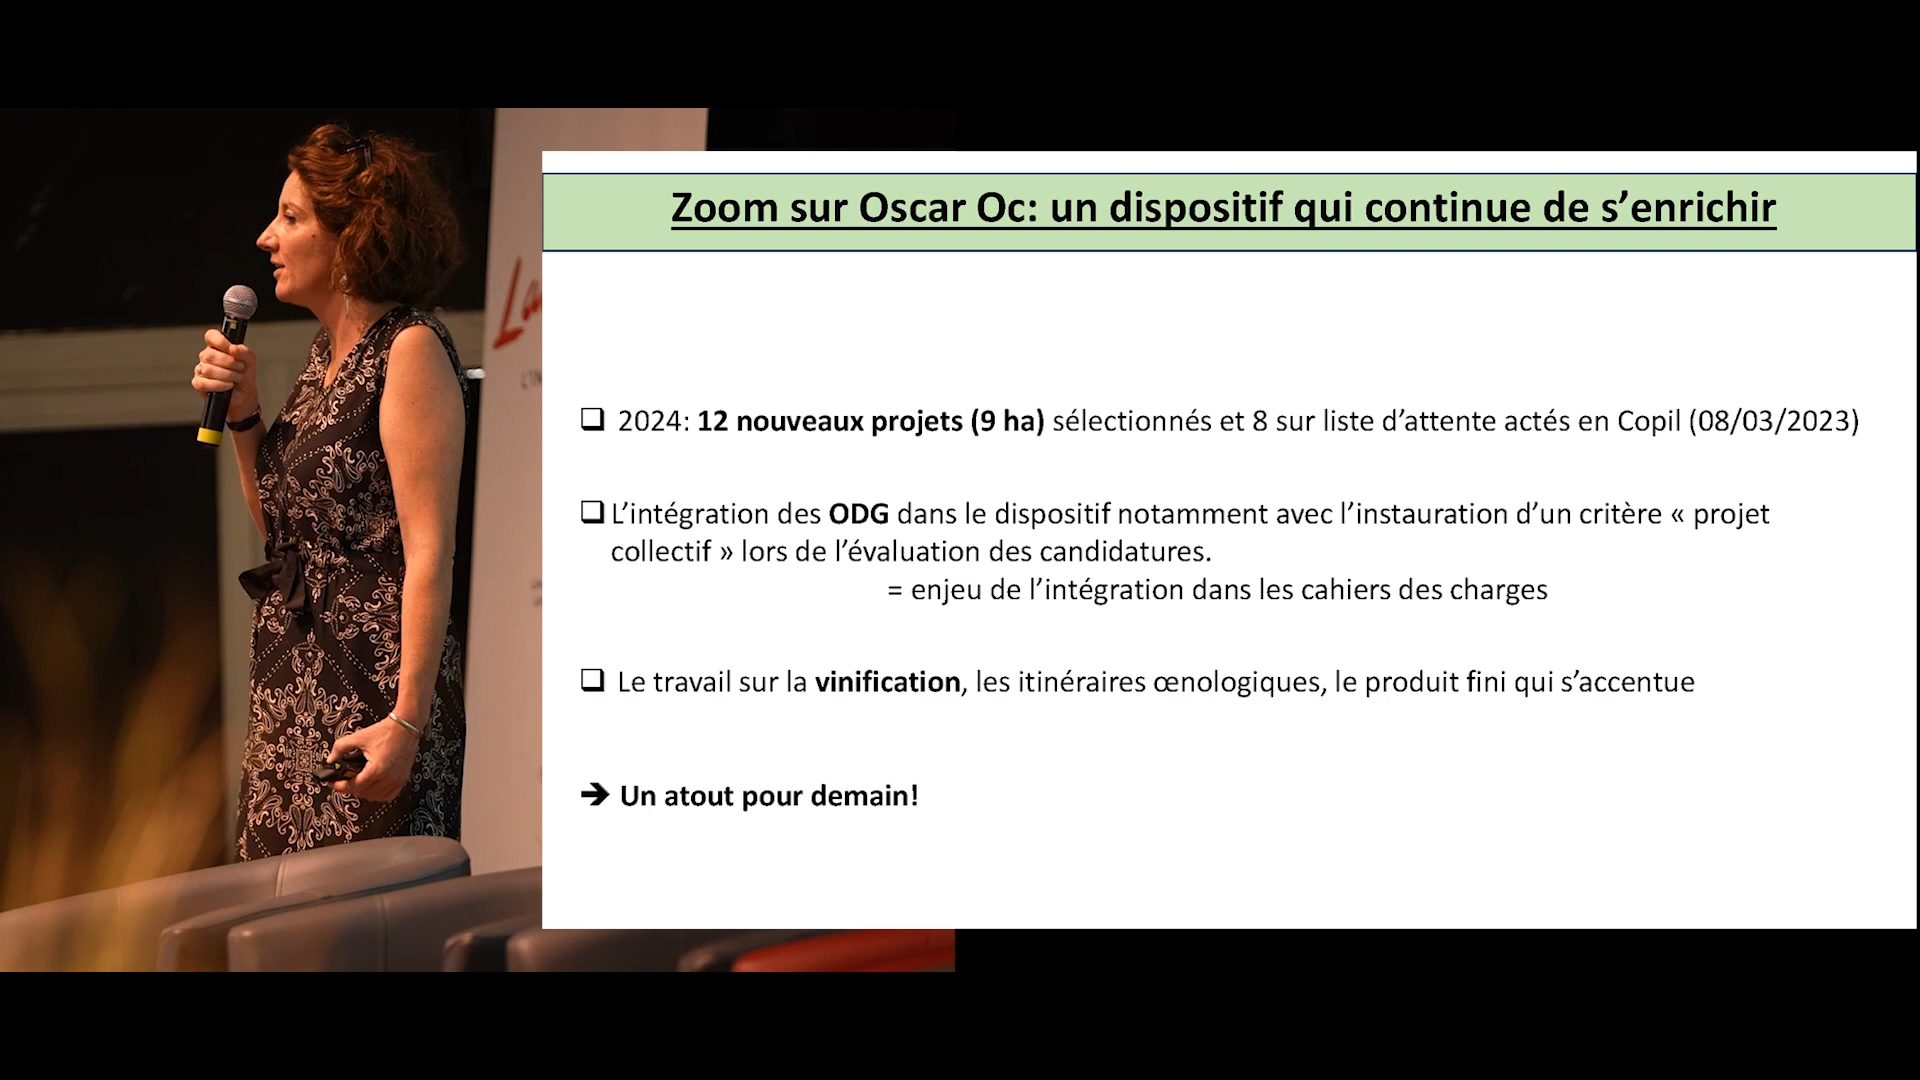 Zoom sur Oscar Oc: un dispositif qui continue de s’enrichir
❑ 2024: 12 nouveaux projets (9 ha) sélectionnés et 8 sur liste d’attente actés en Copil (08/03/2023)
❑ L’intégration des ODG dans le dispositif notamment avec l’instauration d’un critère « projet
collectif » lors de l’évaluation des candidatures.
= enjeu de l’intégration dans les cahiers des charges
❑ Le travail sur la vinification, les itinéraires œnologiques, le produit fini qui s’accentue
➔ Un atout pour demain!